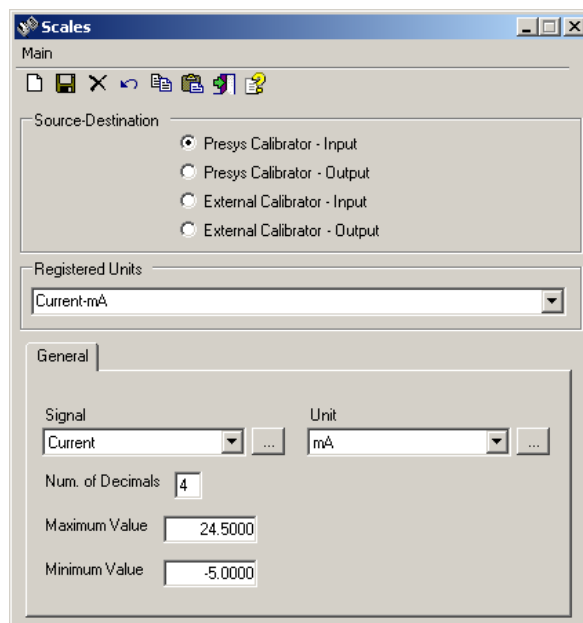 Scales
Main
Source-Destination
Presys Calibrator - Input
Presys Calibrator - Output
External Calibrator - Input
External Calibrator - Output
Registered Units
Current-mA
General
Signal Unit
Current ... mA ...
Num. of Decimals 4
Maximum Value 24.5000
Minimum Value -5.0000